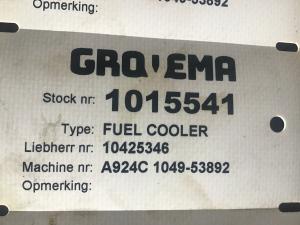 Opmerking:
GROVEMA
Stock nr: 1015541
Type: FUEL COOLER
Liebherr nr: 10425346
Machine nr: A924C 1049-53892
Opmerking: